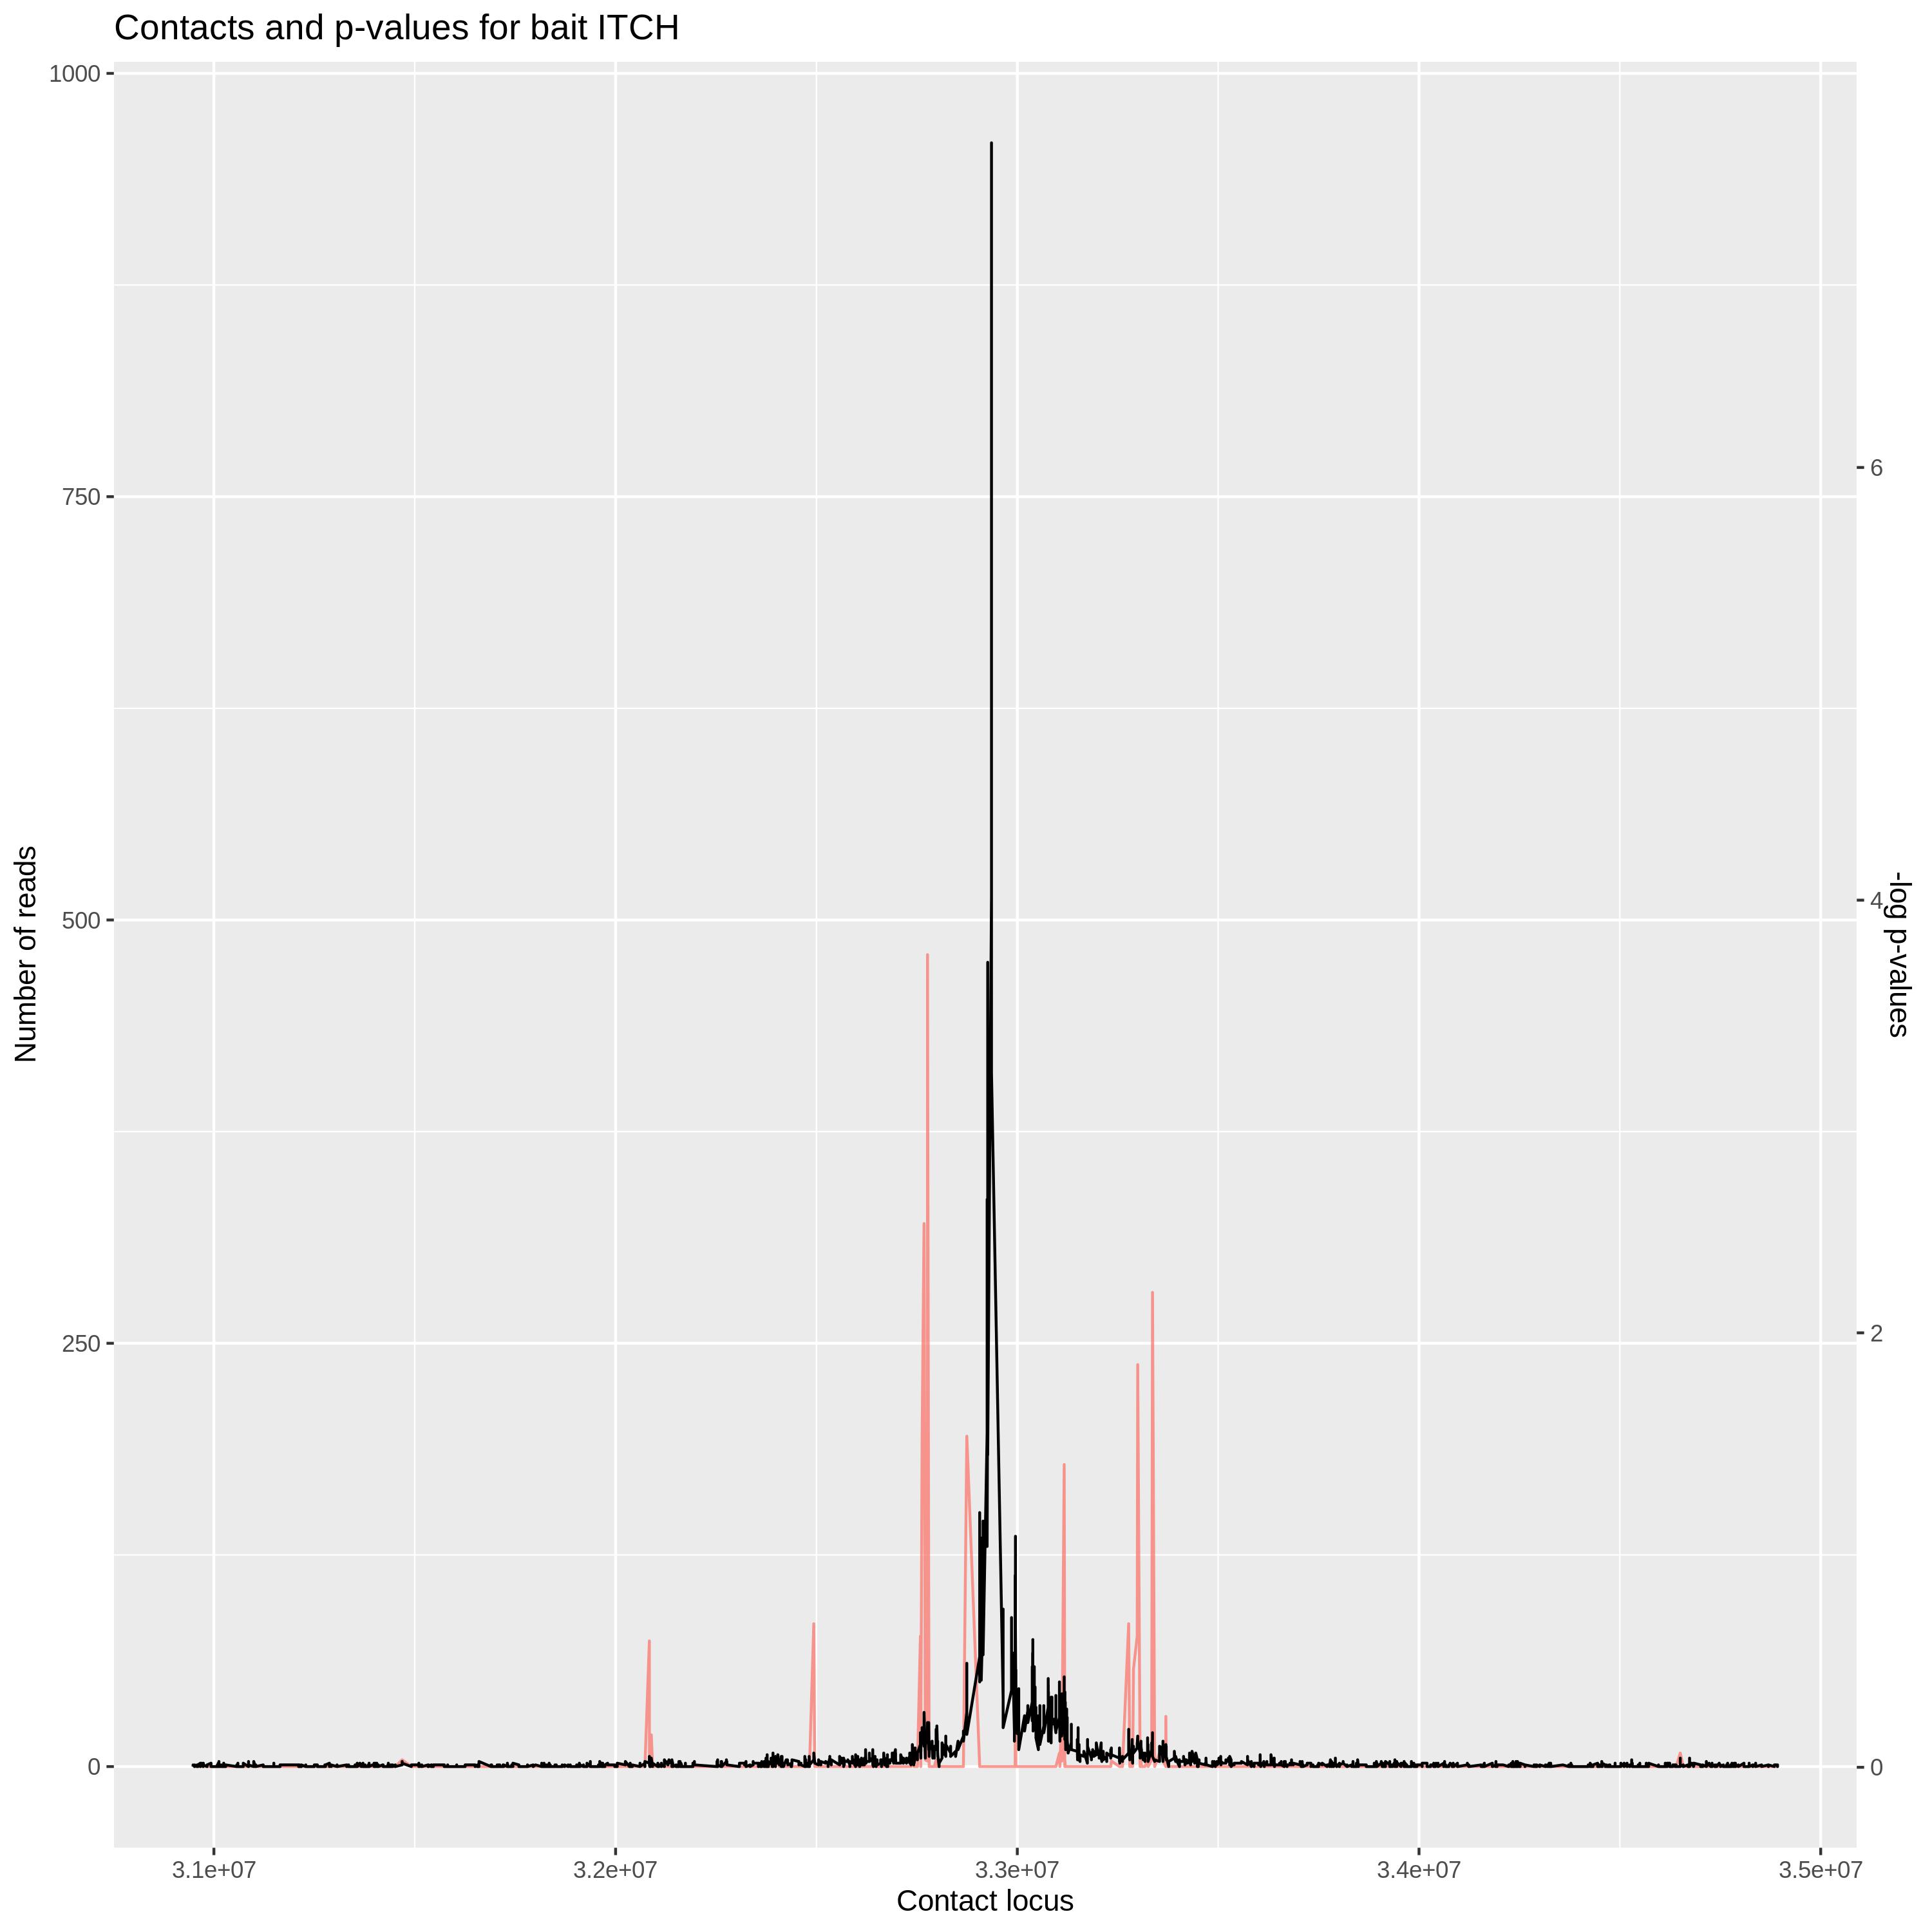 Contacts and p-values for bait ITCH
1000
750
500
250
0
Number of reads
6
4
2
0
-log p-values
3.1e+07
3.2e+07
3.3e+07
3.4e+07
3.5e+07
Contact locus